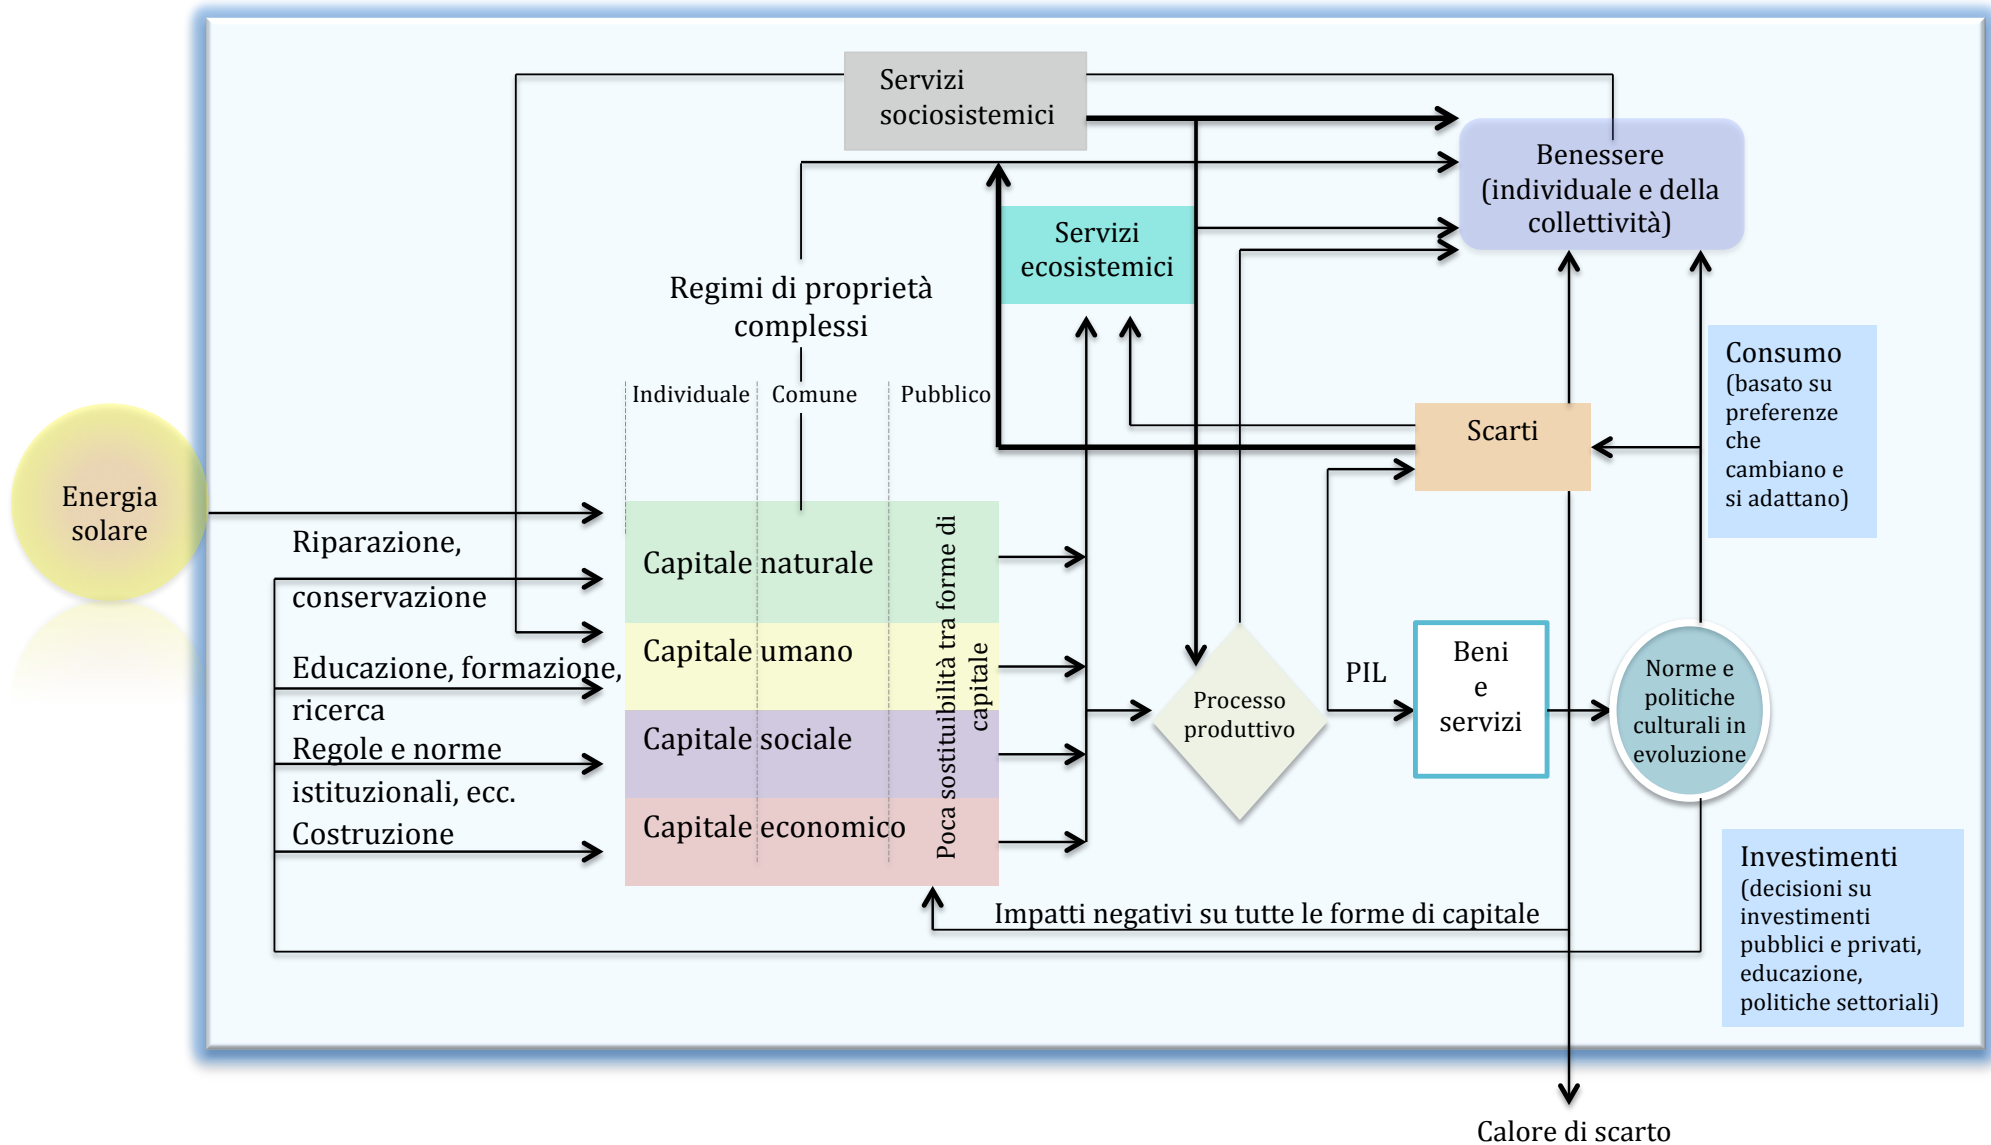 Servizi
sociosistemici
Benessere
(individuale e della
collettività)
Servizi
ecosistemici
Regimi di proprietà
complessi
Individuale
Comune
Pubblico
Consumo
(basato su
preferenze
che
cambiano e
si adattano)
Scarti
Energia
solare
Riparazione,
conservazione
Educazione, formazione,
ricerca
Regole e norme
istituzionali, ecc.
Costruzione
Capitale naturale
Capitale umano
Capitale sociale
Capitale economico
Poca sostituibilità tra forme di
capitale
Processo
produttivo
PIL
Beni
e
servizi
Norme e
politiche
culturali in
evoluzione
Investimenti
(decisioni su
investimenti
pubblici e privati,
educazione,
politiche settoriali)
Impatti negativi su tutte le forme di capitale
Calore di scarto